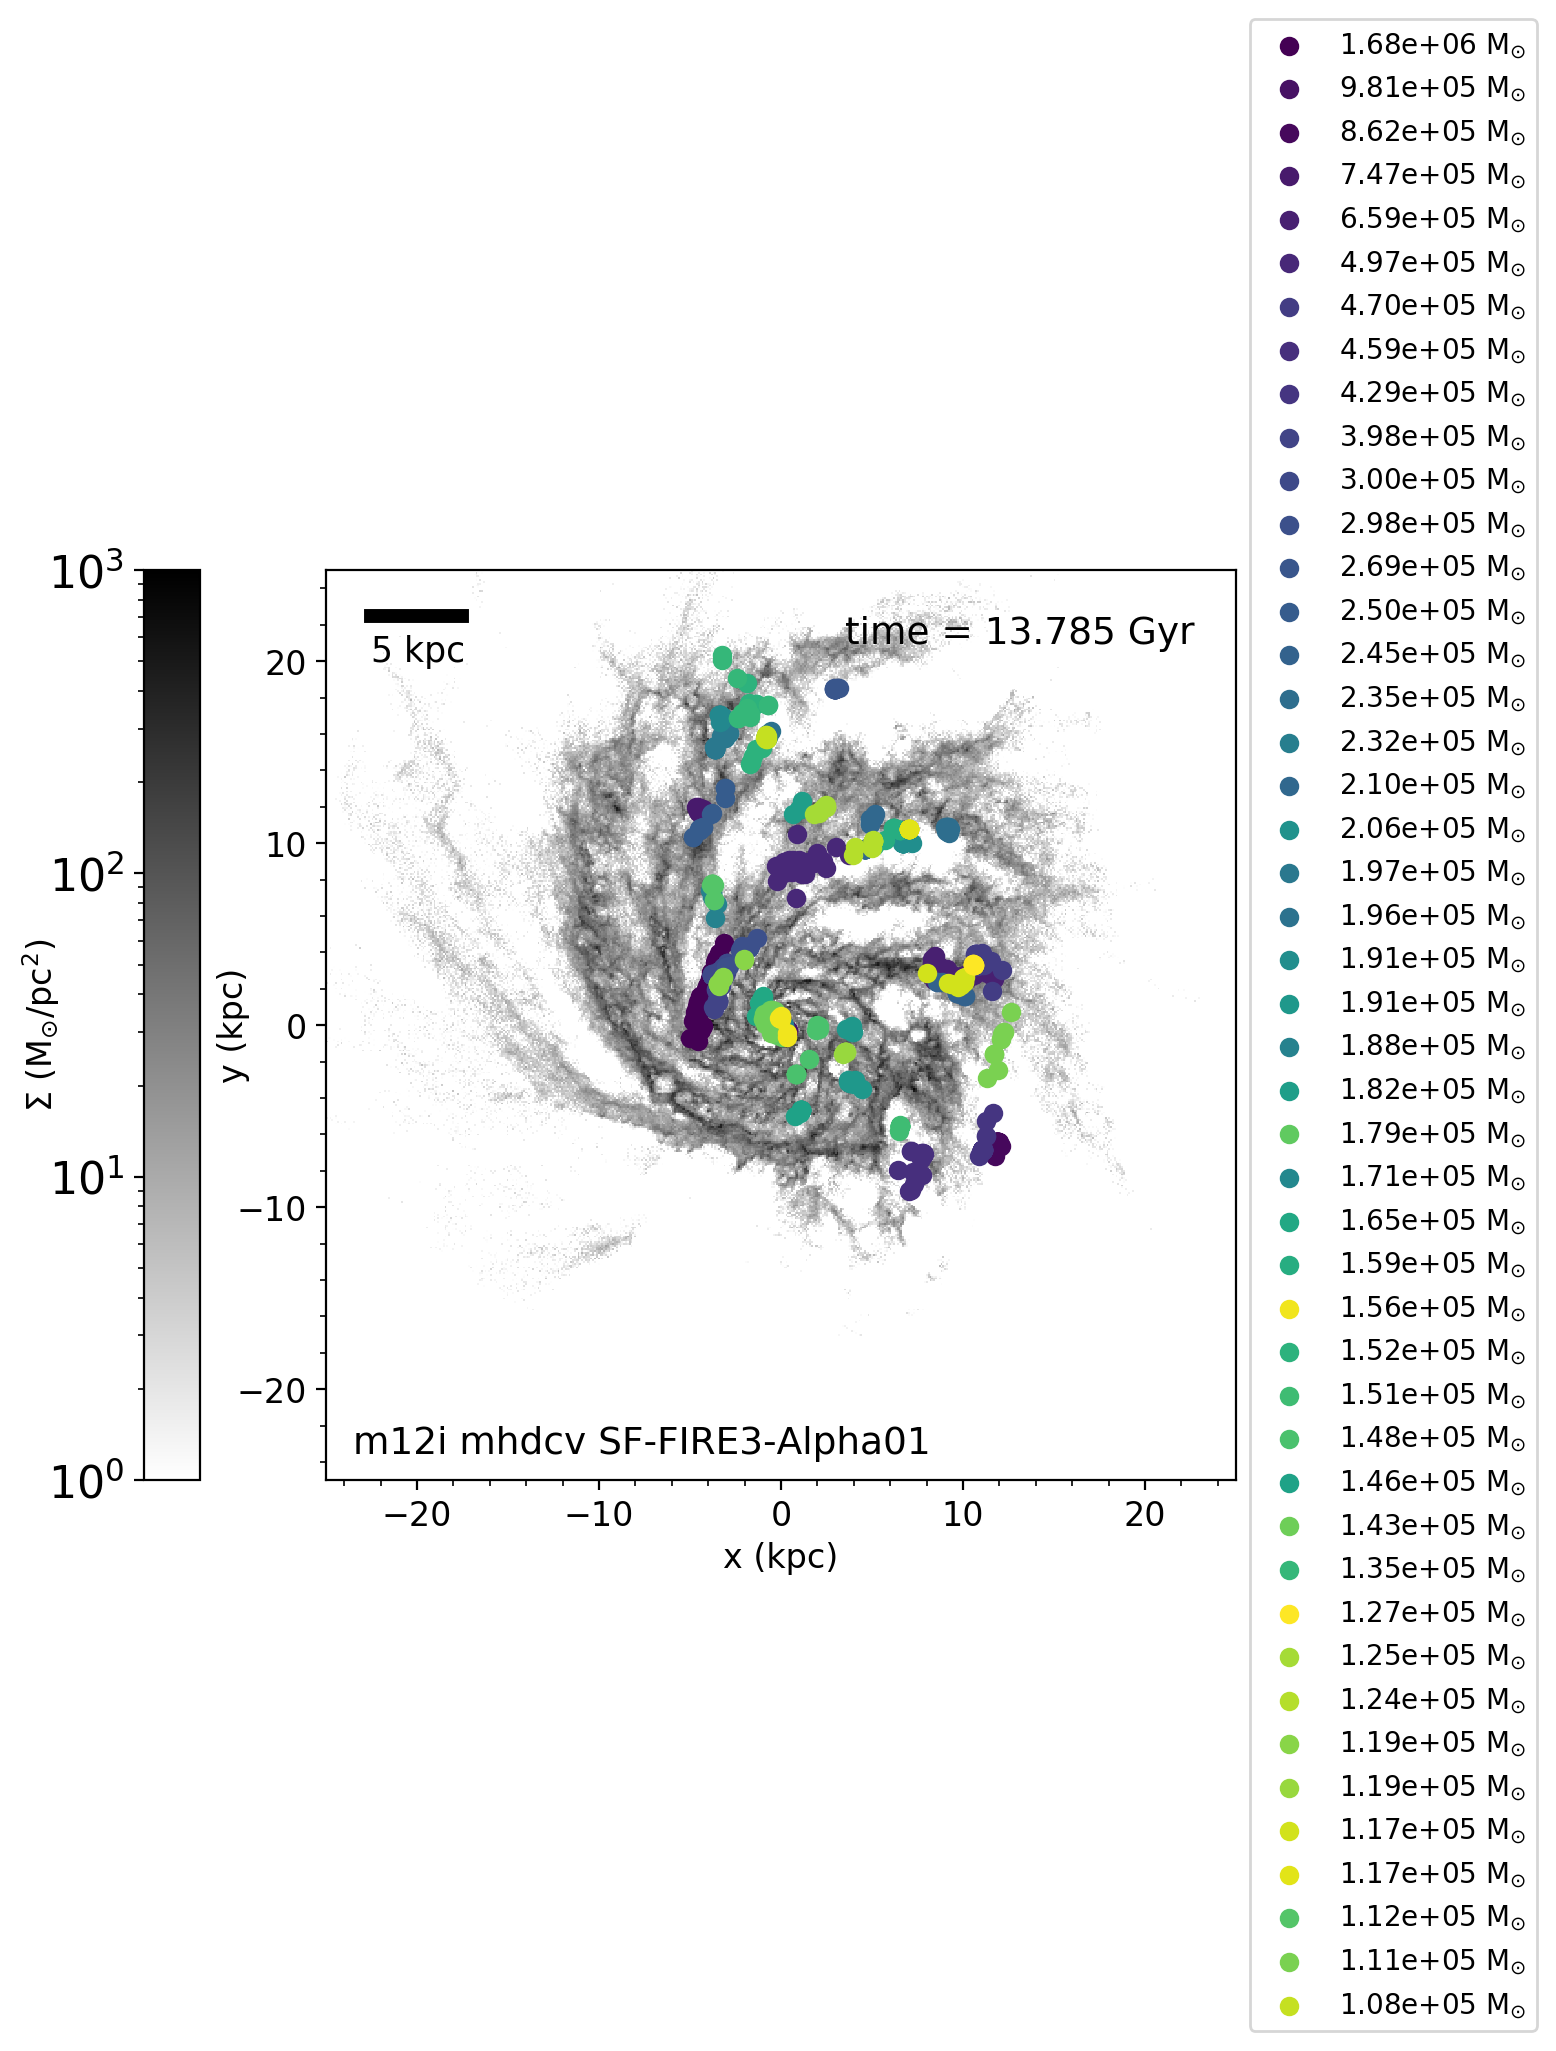 10³
10²
10¹
10⁰
Σ (M⊙/pc²)
20
10
0
−10
−20
y (kpc)
5 kpc
time = 13.785 Gyr
m12i mhdcv SF-FIRE3-Alpha01
−20
−10
0
10
20
x (kpc)
1.68e+06 M⊙
9.81e+05 M⊙
8.62e+05 M⊙
7.47e+05 M⊙
6.59e+05 M⊙
4.97e+05 M⊙
4.70e+05 M⊙
4.59e+05 M⊙
4.29e+05 M⊙
3.98e+05 M⊙
3.00e+05 M⊙
2.98e+05 M⊙
2.69e+05 M⊙
2.50e+05 M⊙
2.45e+05 M⊙
2.35e+05 M⊙
2.32e+05 M⊙
2.10e+05 M⊙
2.06e+05 M⊙
1.97e+05 M⊙
1.96e+05 M⊙
1.91e+05 M⊙
1.91e+05 M⊙
1.88e+05 M⊙
1.82e+05 M⊙
1.79e+05 M⊙
1.71e+05 M⊙
1.65e+05 M⊙
1.59e+05 M⊙
1.56e+05 M⊙
1.52e+05 M⊙
1.51e+05 M⊙
1.48e+05 M⊙
1.46e+05 M⊙
1.43e+05 M⊙
1.35e+05 M⊙
1.27e+05 M⊙
1.25e+05 M⊙
1.24e+05 M⊙
1.19e+05 M⊙
1.19e+05 M⊙
1.17e+05 M⊙
1.17e+05 M⊙
1.12e+05 M⊙
1.11e+05 M⊙
1.08e+05 M⊙